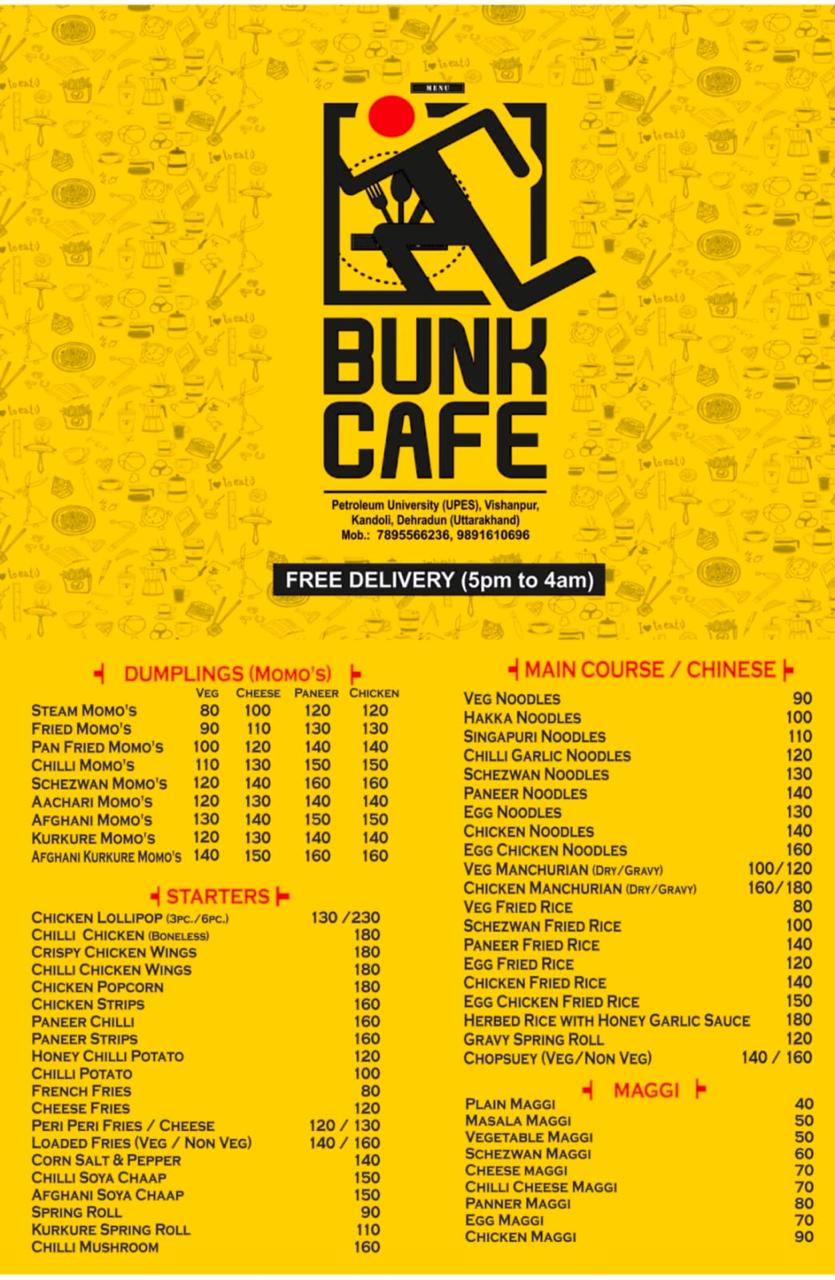 MENU
BUNK
CAFE
Petroleum University (UPES), Vishanpur,
Kandoli, Dehradun (Uttarakhand)
Mob.: 7895566236, 9891610696
FREE DELIVERY (5pm to 4am)
DUMPLINGS (MOMO'S)
VEG CHEESE PANEER CHICKEN
STEAM MOMO'S 80 100 120 120
FRIED MOMO'S 90 110 130 130
PAN FRIED MOMO'S 100 120 140 140
CHILLI MOMO'S 110 130 150 150
SCHEZWAN MOMO'S 120 140 160 160
AACHARI MOMO'S 120 130 140 140
AFGHANI MOMO'S 130 140 150 150
KURKURE MOMO'S 120 130 140 140
AFGHANI KURKURE MOMO'S 140 150 160 160
STARTERS
CHICKEN LOLLIPOP (3PC./6PC.) 130 /230
CHILLI CHICKEN (BONELESS) 180
CRISPY CHICKEN WINGS 180
CHILLI CHICKEN WINGS 180
CHICKEN POPCORN 180
CHICKEN STRIPS 160
PANEER CHILLI 160
PANEER STRIPS 160
HONEY CHILLI POTATO 120
CHILLI POTATO 100
FRENCH FRIES 80
CHEESE FRIES 120
PERI PERI FRIES / CHEESE 120 / 130
LOADED FRIES (VEG / NON VEG) 140 / 160
CORN SALT & PEPPER 140
CHILLI SOYA CHAAP 150
AFGHANI SOYA CHAAP 150
SPRING ROLL 90
KURKURE SPRING ROLL 110
CHILLI MUSHROOM 160
MAIN COURSE / CHINESE
VEG NOODLES 90
HAKKA NOODLES 100
SINGAPURI NOODLES 110
CHILLI GARLIC NOODLES 120
SCHEZWAN NOODLES 130
PANEER NOODLES 140
EGG NOODLES 130
CHICKEN NOODLES 140
EGG CHICKEN NOODLES 160
VEG MANCHURIAN (DRY/GRAVY) 100/120
CHICKEN MANCHURIAN (DRY/GRAVY) 160/180
VEG FRIED RICE 80
SCHEZWAN FRIED RICE 100
PANEER FRIED RICE 140
EGG FRIED RICE 120
CHICKEN FRIED RICE 140
EGG CHICKEN FRIED RICE 150
HERBED RICE WITH HONEY GARLIC SAUCE 180
GRAVY SPRING ROLL 120
CHOPSUEY (VEG/NON VEG) 140 / 160
MAGGI
PLAIN MAGGI 40
MASALA MAGGI 50
VEGETABLE MAGGI 50
SCHEZWAN MAGGI 60
CHEESE MAGGI 70
CHILLI CHEESE MAGGI 70
PANNER MAGGI 80
EGG MAGGI 70
CHICKEN MAGGI 90